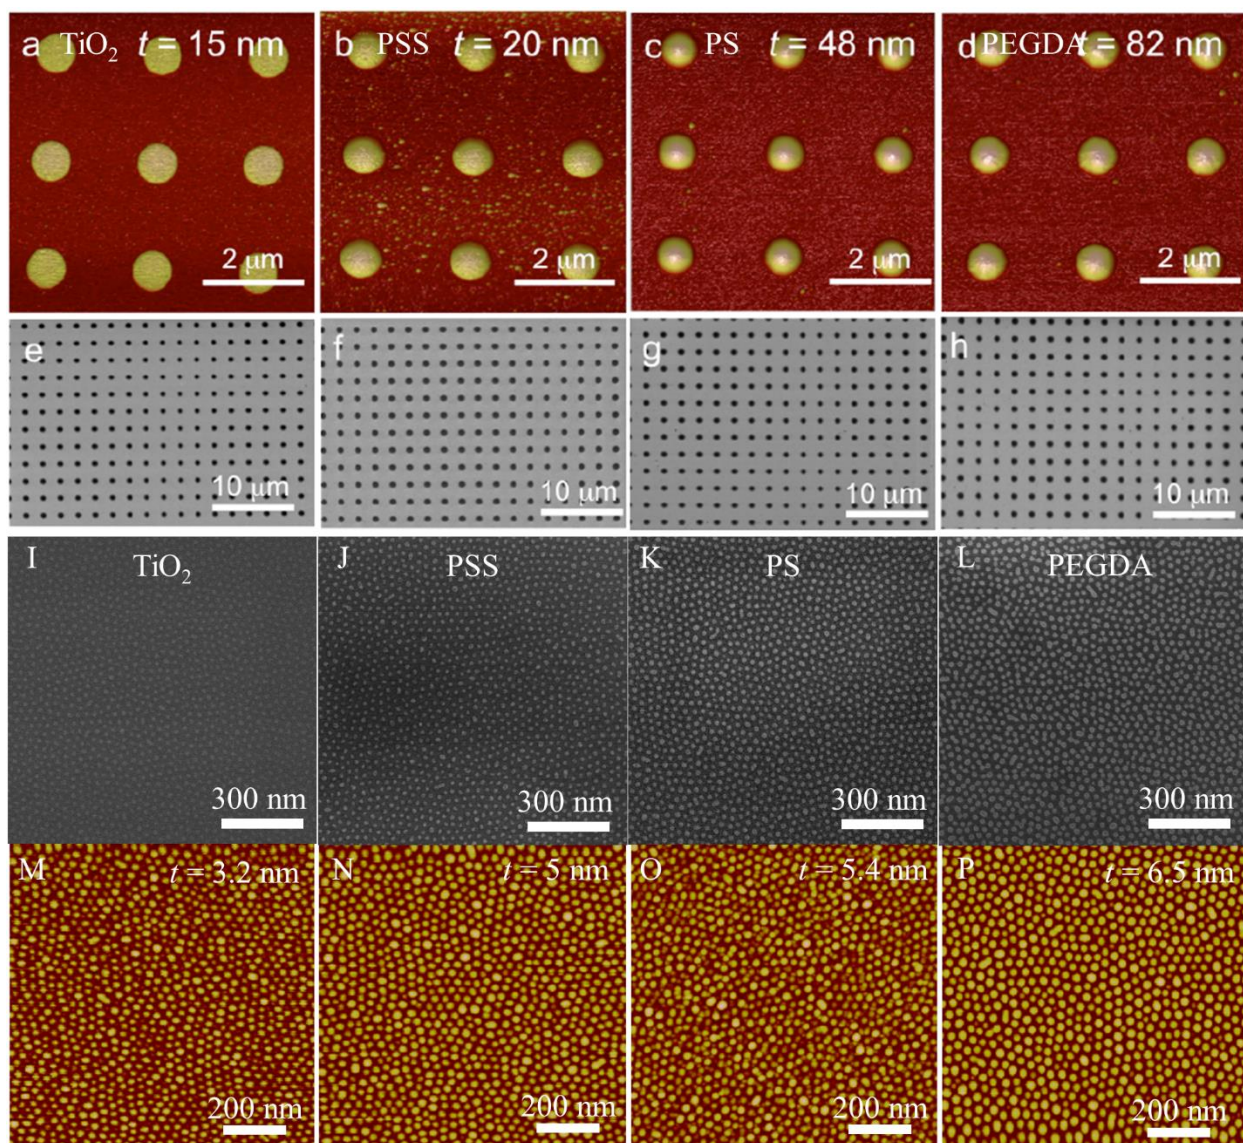 a TiO₂ t = 15 nm
b PSS t = 20 nm
c PS t = 48 nm
d PEGDA t = 82 nm
2 μm
2 μm
2 μm
2 μm
e
f
g
h
10 μm
10 μm
10 μm
10 μm
I TiO₂
J PSS
K PS
L PEGDA
300 nm
300 nm
300 nm
300 nm
M t = 3.2 nm
N t = 5 nm
O t = 5.4 nm
P t = 6.5 nm
200 nm
200 nm
200 nm
200 nm